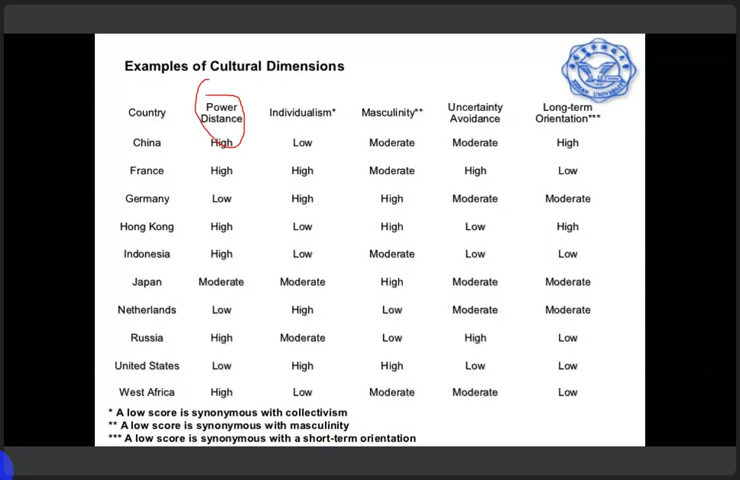 Examples of Cultural Dimensions
Country Power Distance Individualism* Masculinity** Uncertainty Avoidance Long-term Orientation***
China High Low Moderate Moderate High
France High High Moderate High Low
Germany Low High High Moderate Moderate
Hong Kong High Low High Low High
Indonesia High Low Moderate Low Low
Japan Moderate Moderate High Moderate Moderate
Netherlands Low High Low Moderate Moderate
Russia High Moderate Low High Low
United States Low High High Low Low
West Africa High Low Moderate Moderate Low
* A low score is synonymous with collectivism
** A low score is synonymous with masculinity
*** A low score is synonymous with a short-term orientation